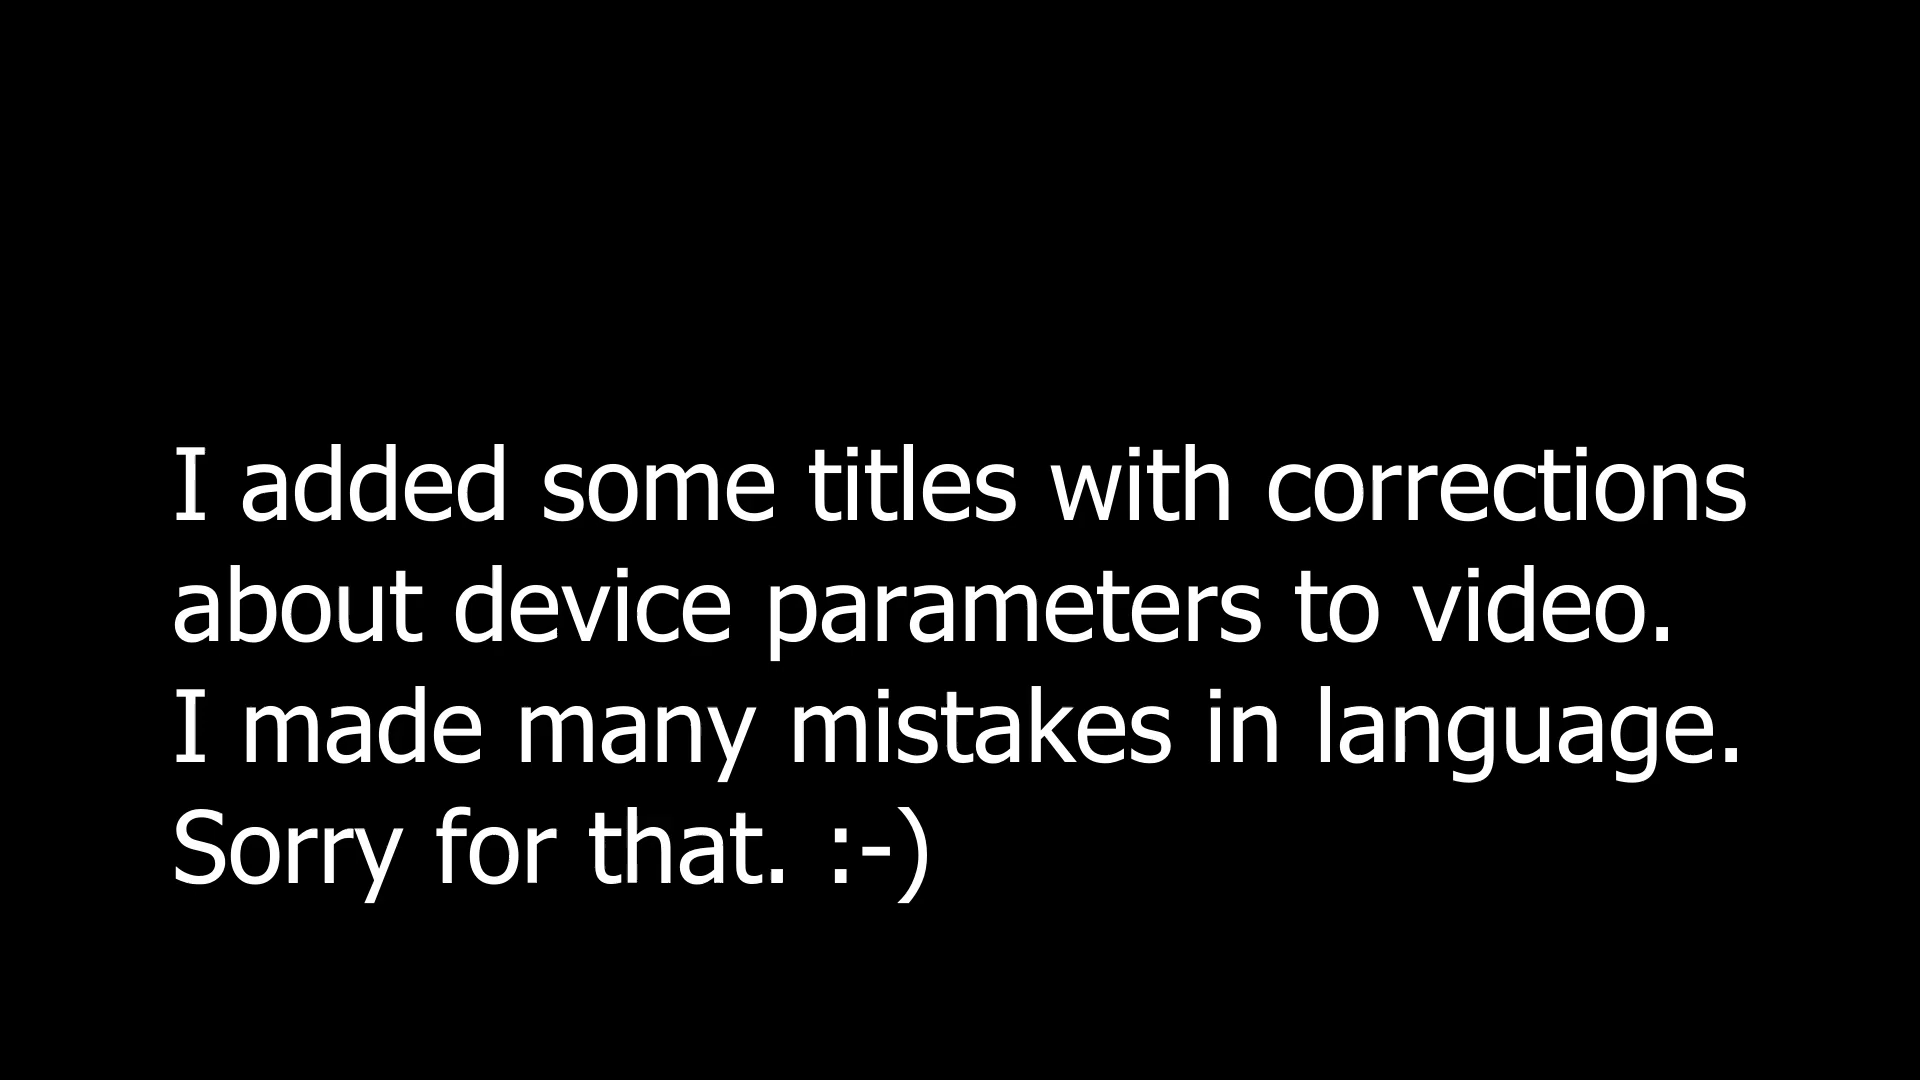 I added some titles with corrections
about device parameters to video.
I made many mistakes in language.
Sorry for that. :-)